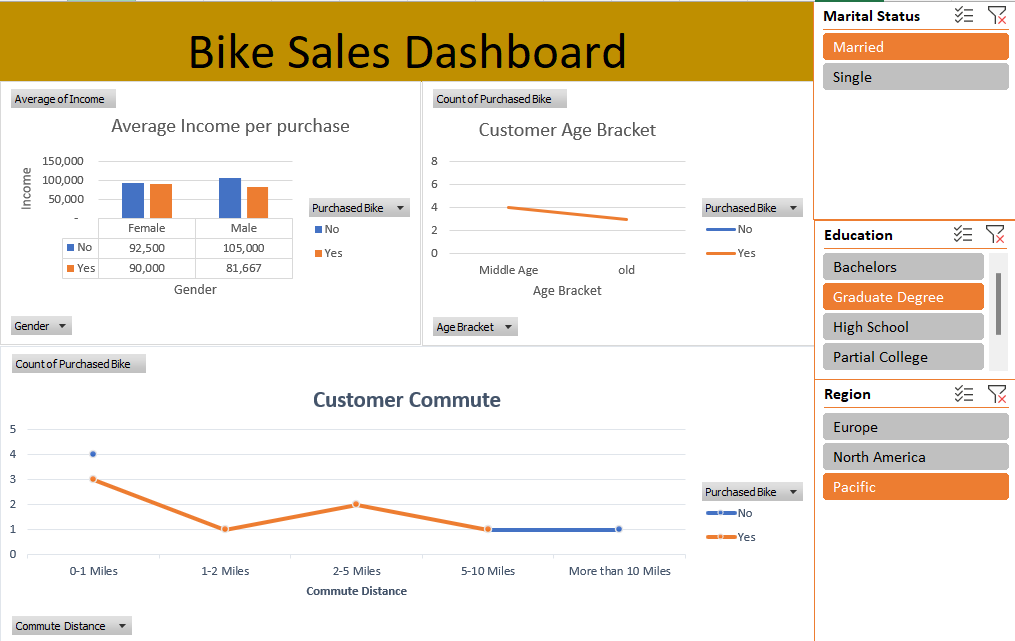 Bike Sales Dashboard
Average of Income
Average Income per purchase
Income
150,000
100,000
50,000
-
Female Male
No 92,500 105,000
Yes 90,000 81,667
Gender
Purchased Bike
No
Yes
Gender
Count of Purchased Bike
Customer Age Bracket
8
6
4
2
0
Middle Age old
Age Bracket
Purchased Bike
No
Yes
Age Bracket
Count of Purchased Bike
Customer Commute
5
4
3
2
1
0
0-1 Miles 1-2 Miles 2-5 Miles 5-10 Miles More than 10 Miles
Commute Distance
Purchased Bike
No
Yes
Commute Distance
Marital Status
Married
Single
Education
Bachelors
Graduate Degree
High School
Partial College
Region
Europe
North America
Pacific